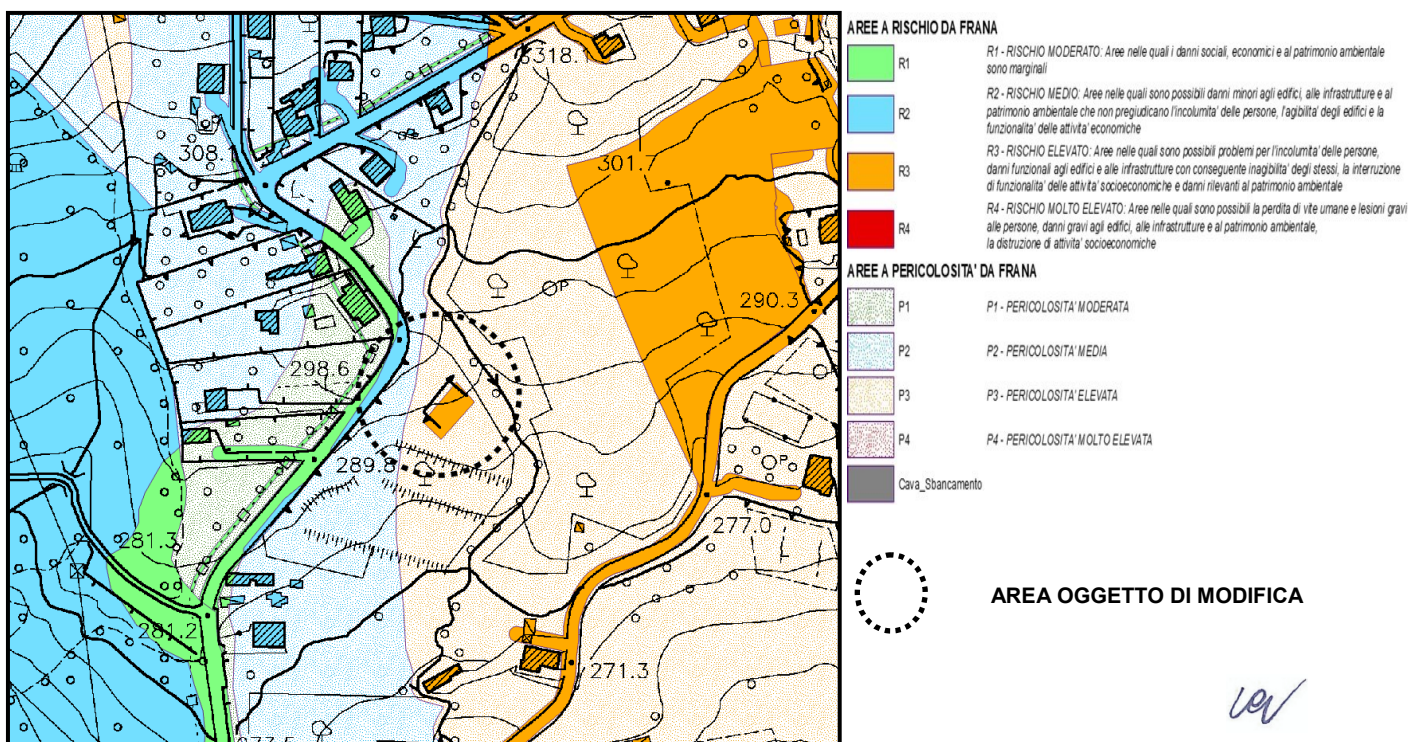 318.1
308.
301.7
290.3
298.6
289.8
281.3
277.0
281.2
271.3
P
P
AREE A RISCHIO DA FRANA
R1
R1 - RISCHIO MODERATO: Aree nelle quali i danni sociali, economici e al patrimonio ambientale
sono marginali
R2
R2 - RISCHIO MEDIO: Aree nelle quali sono possibili danni minori agli edifici, alle infrastrutture e al
patrimonio ambientale che non pregiudicano l'incolumita' delle persone, l'agibilita' degli edifici e la
funzionalita' delle attivita' economiche
R3
R3 - RISCHIO ELEVATO: Aree nelle quali sono possibili problemi per l'incolumita' delle persone,
danni funzionali agli edifici e alle infrastrutture con conseguente inagibilita' degli stessi, la interruzione
di funzionalita' delle attivita' socioeconomiche e danni rilevanti al patrimonio ambientale
R4
R4 - RISCHIO MOLTO ELEVATO: Aree nelle quali sono possibili la perdita di vite umane e lesioni gravi
alle persone, danni gravi agli edifici, alle infrastrutture e al patrimonio ambientale,
la distruzione di attivita' socioeconomiche
AREE A PERICOLOSITA' DA FRANA
P1
P1 - PERICOLOSITA' MODERATA
P2
P2 - PERICOLOSITA' MEDIA
P3
P3 - PERICOLOSITA' ELEVATA
P4
P4 - PERICOLOSITA' MOLTO ELEVATA
Cava_Sbancamento
AREA OGGETTO DI MODIFICA